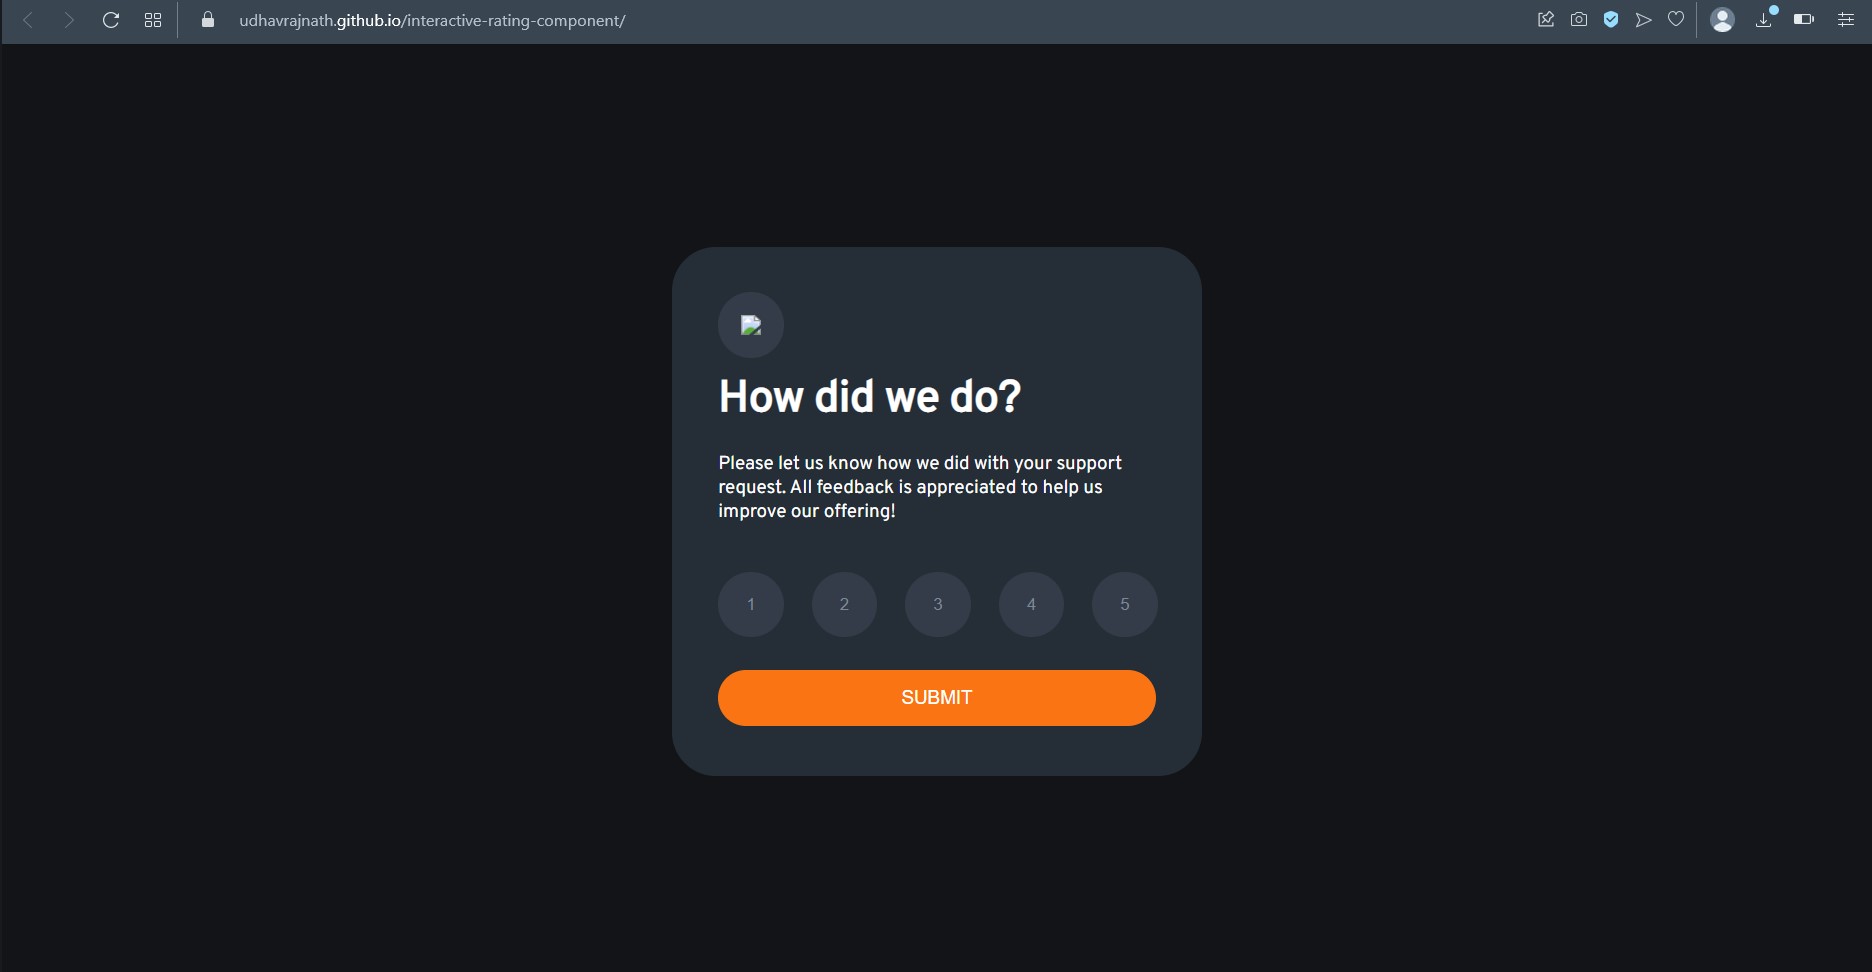 udhavrajnath.github.io/interactive-rating-component/
How did we do?
Please let us know how we did with your support
request. All feedback is appreciated to help us
improve our offering!
1 2 3 4 5
SUBMIT